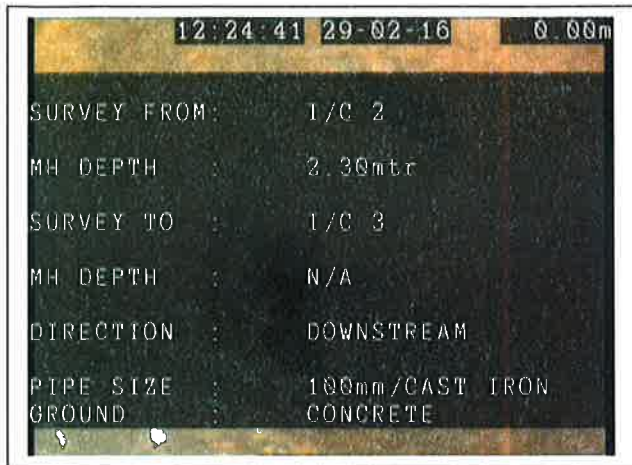 12:24:41 29-02-16 0.00m
SURVEY FROM: 1/C 2
MH DEPTH : 2.30mtr
SURVEY TO : 1/C 3
MH DEPTH : N/A
DIRECTION : DOWNSTREAM
PIPE SIZE : 100mm/CAST IRON
GROUND : CONCRETE